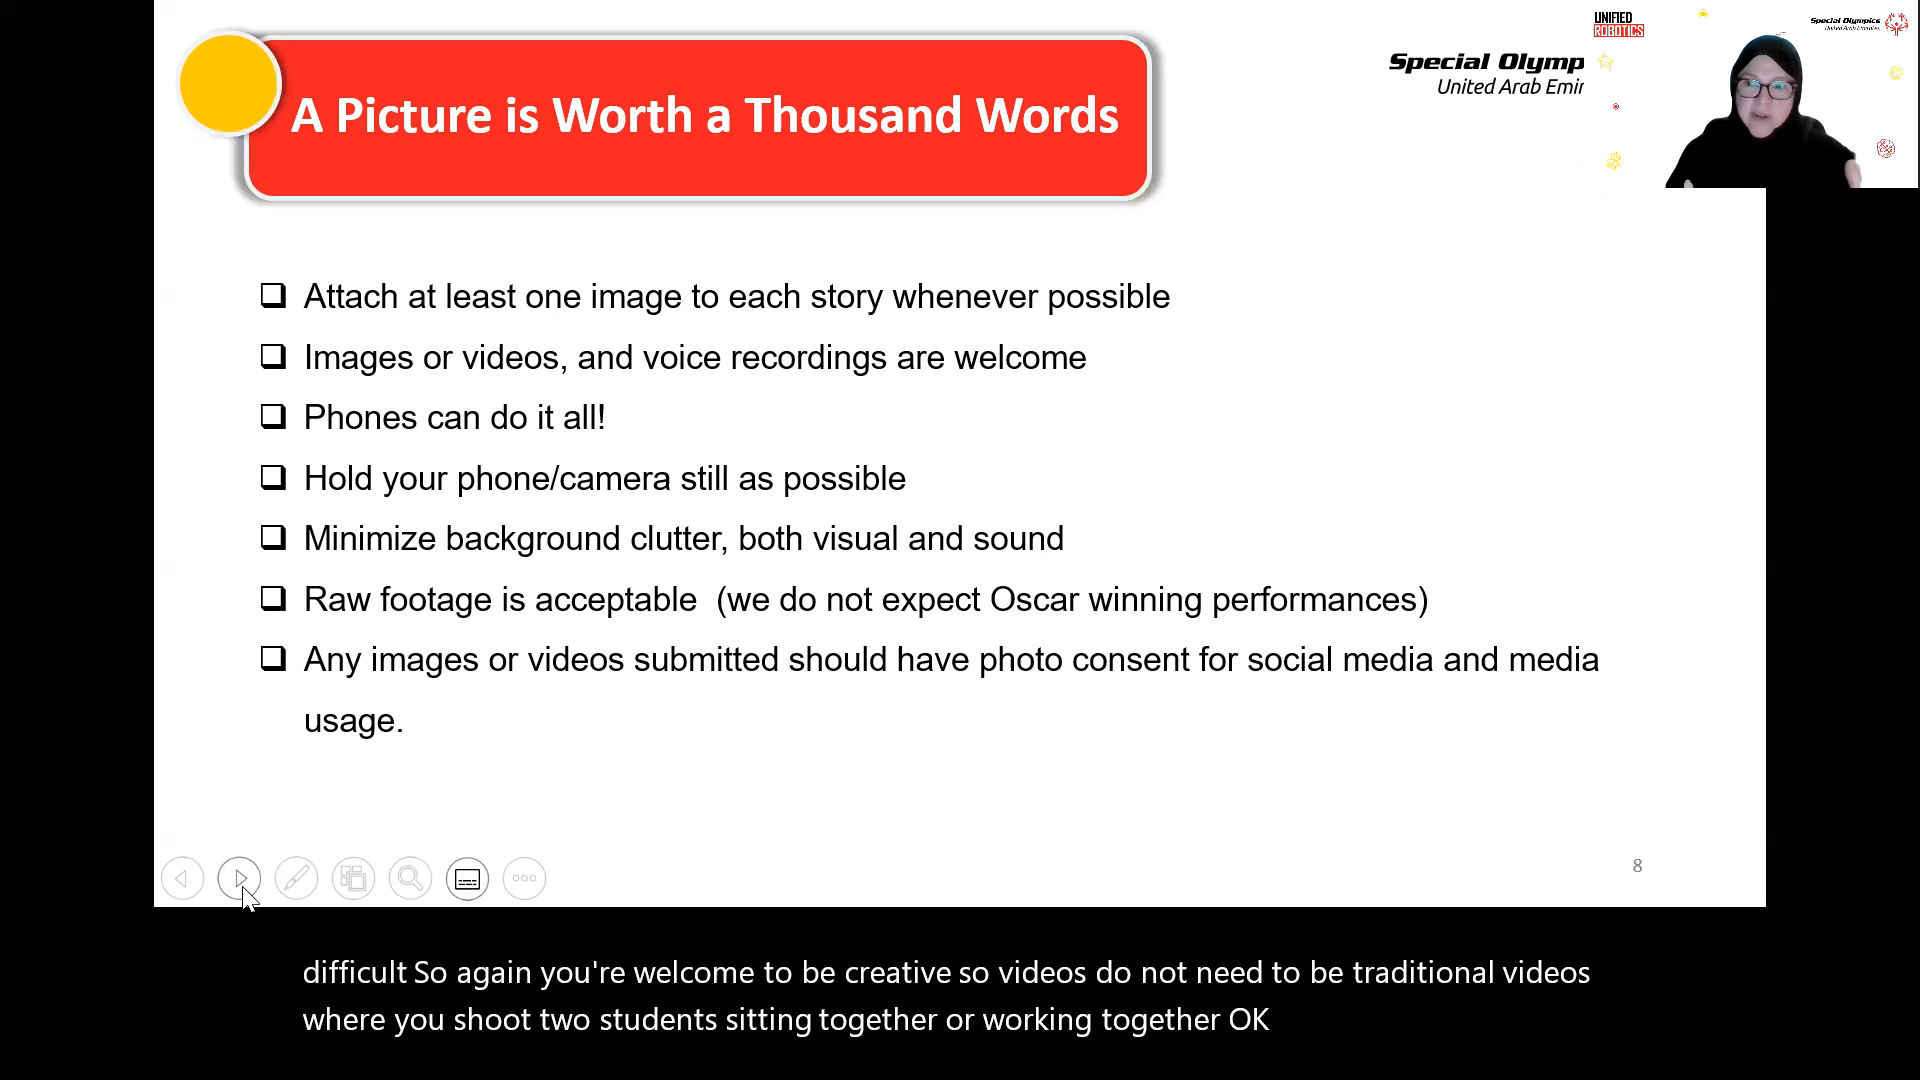 A Picture is Worth a Thousand Words
Special Olymp
United Arab Emir
UNIFIED
ROBOTICS
Special Olympics
United Arab Emirates
❑ Attach at least one image to each story whenever possible
❑ Images or videos, and voice recordings are welcome
❑ Phones can do it all!
❑ Hold your phone/camera still as possible
❑ Minimize background clutter, both visual and sound
❑ Raw footage is acceptable  (we do not expect Oscar winning performances)
❑ Any images or videos submitted should have photo consent for social media and media
usage.
8
difficult So again you're welcome to be creative so videos do not need to be traditional videos
where you shoot two students sitting together or working together OK